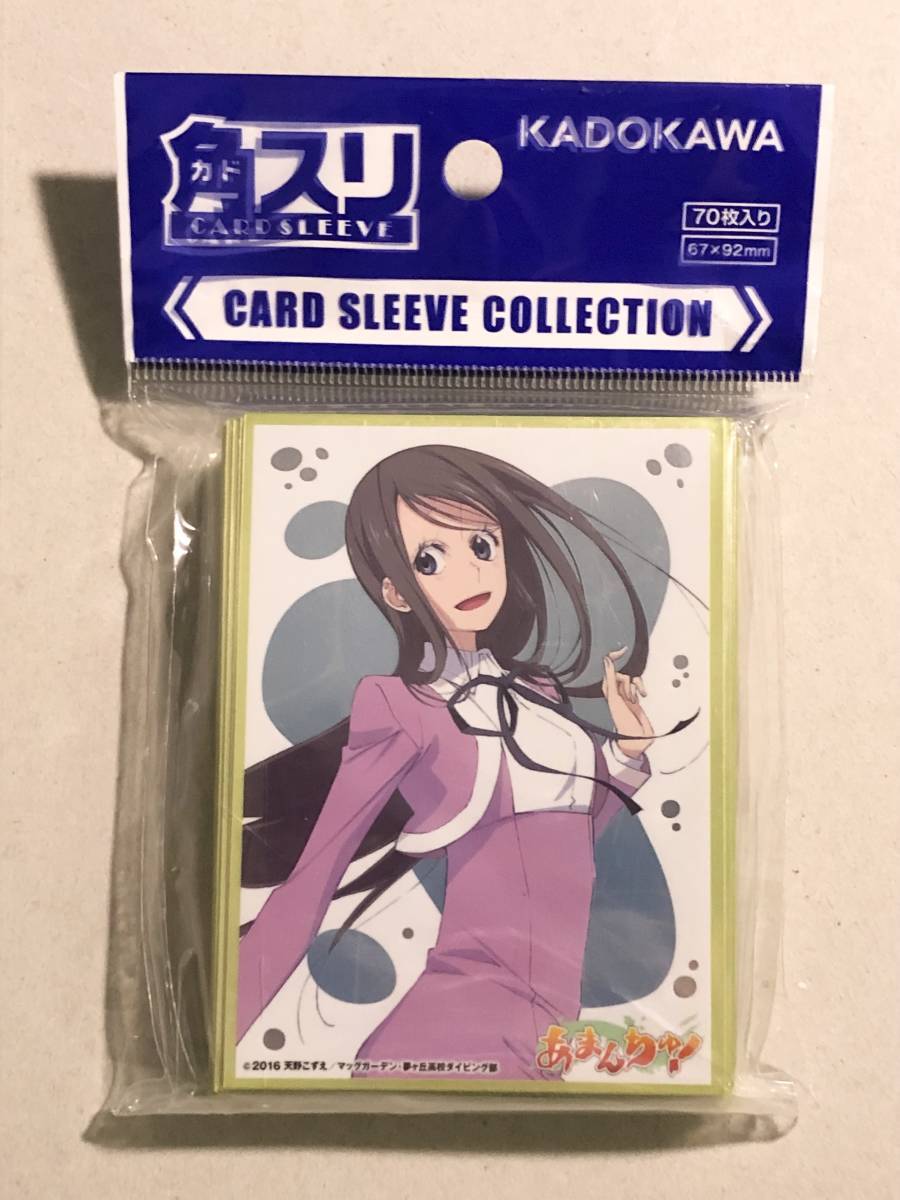 角スリ
カド
CARD SLEEVE
KADOKAWA
70枚入り
67×92mm
CARD SLEEVE COLLECTION
あまんちゅ!
©2016 天野こずえ/マッグガーデン・夢ヶ丘高校ダイビング部